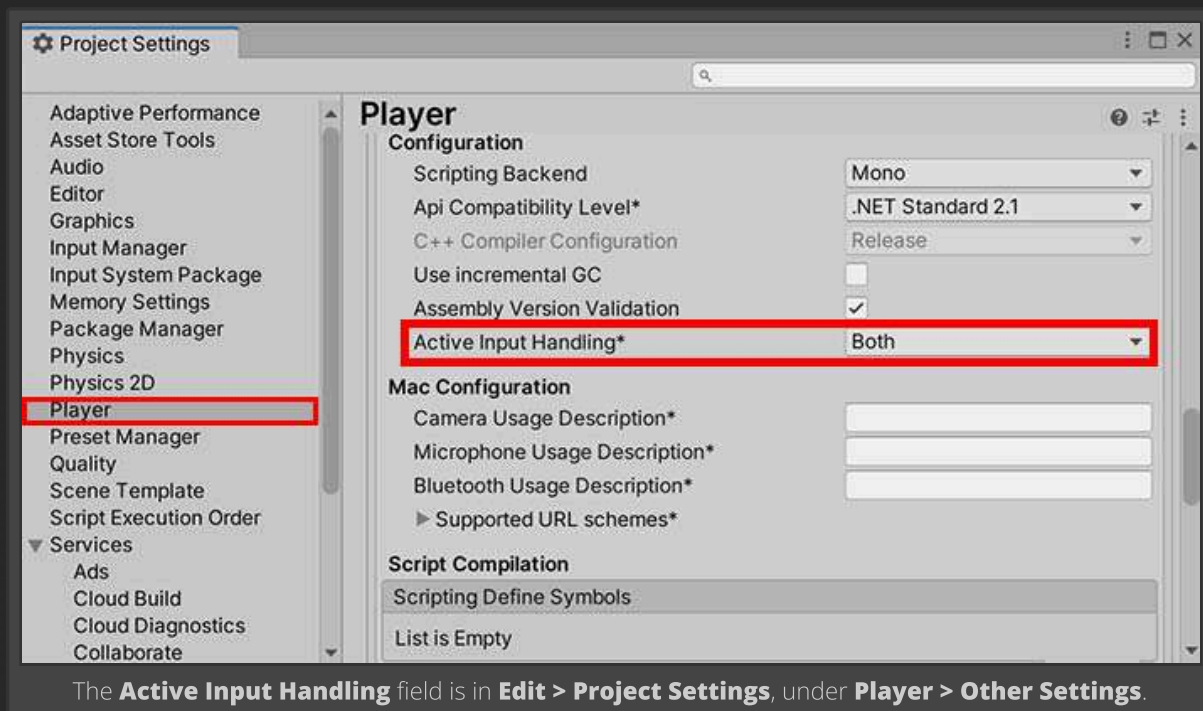 Project Settings
Adaptive Performance
Asset Store Tools
Audio
Editor
Graphics
Input Manager
Input System Package
Memory Settings
Package Manager
Physics
Physics 2D
Player
Preset Manager
Quality
Scene Template
Script Execution Order
Services
Ads
Cloud Build
Cloud Diagnostics
Collaborate
Player
Configuration
Scripting Backend Mono
Api Compatibility Level* .NET Standard 2.1
C++ Compiler Configuration Release
Use incremental GC
Assembly Version Validation
Active Input Handling* Both
Mac Configuration
Camera Usage Description*
Microphone Usage Description*
Bluetooth Usage Description*
Supported URL schemes*
Script Compilation
Scripting Define Symbols
List is Empty
The Active Input Handling field is in Edit > Project Settings, under Player > Other Settings.